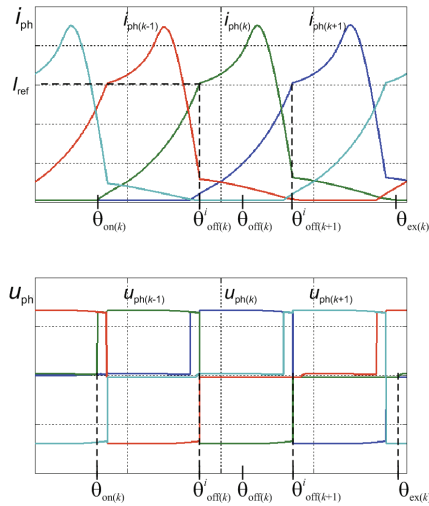 i_ph i_ph(k-1) i_ph(k) i_ph(k+1)
I_ref
θ_on(k) θ^i_off(k) θ_off(k) θ^i_off(k+1) θ_ex(k)
u_ph u_ph(k-1) u_ph(k) u_ph(k+1)
θ_on(k) θ^i_off(k) θ_off(k) θ^i_off(k+1) θ_ex(k)